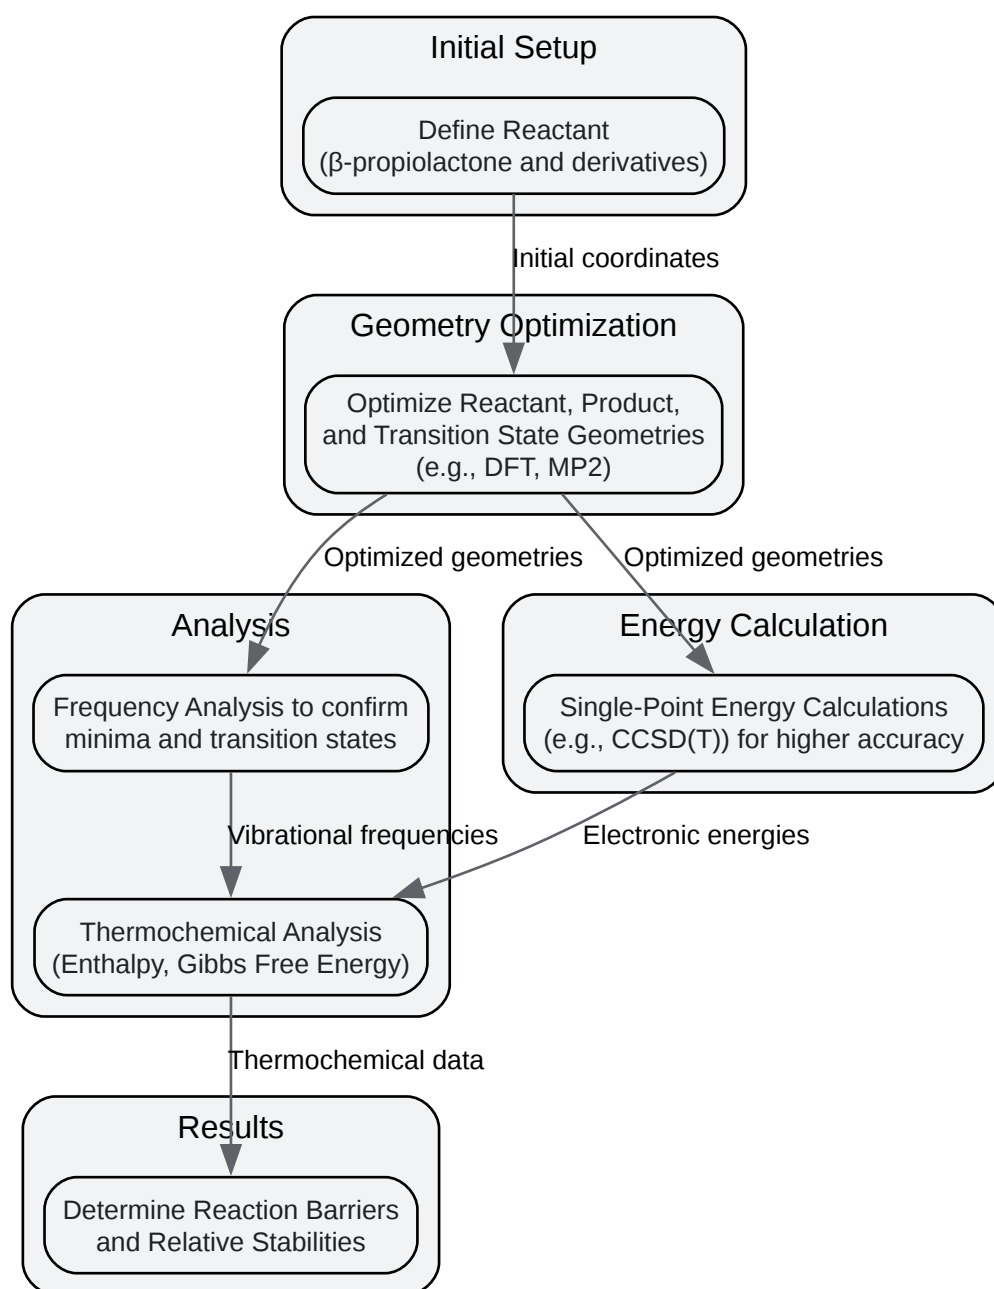 Initial Setup
Define Reactant
(β-propiolactone and derivatives)
Initial coordinates
Geometry Optimization
Optimize Reactant, Product,
and Transition State Geometries
(e.g., DFT, MP2)
Optimized geometries
Optimized geometries
Analysis
Energy Calculation
Frequency Analysis to confirm
minima and transition states
Single-Point Energy Calculations
(e.g., CCSD(T)) for higher accuracy
Vibrational frequencies
Electronic energies
Thermochemical Analysis
(Enthalpy, Gibbs Free Energy)
Thermochemical data
Results
Determine Reaction Barriers
and Relative Stabilities